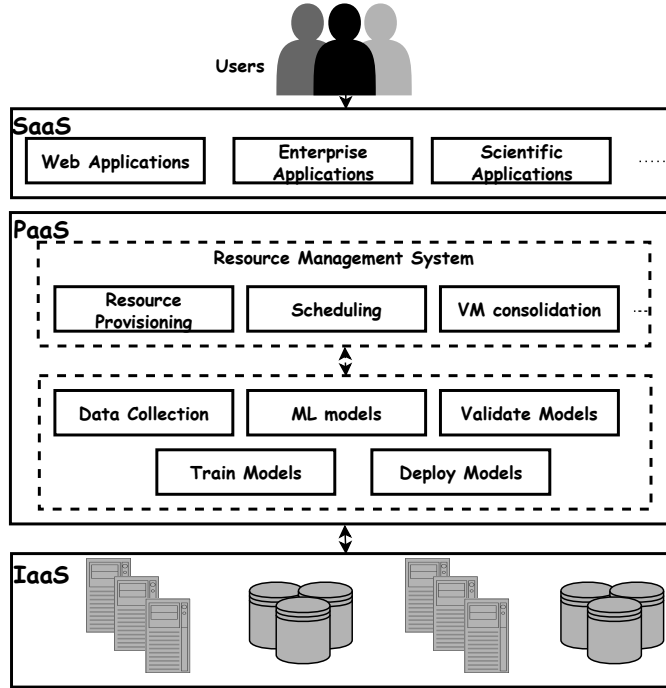 Users
SaaS
Web Applications
Enterprise
Applications
Scientific
Applications
PaaS
Resource Management System
Resource
Provisioning
Scheduling
VM consolidation
Data Collection
ML models
Validate Models
Train Models
Deploy Models
IaaS